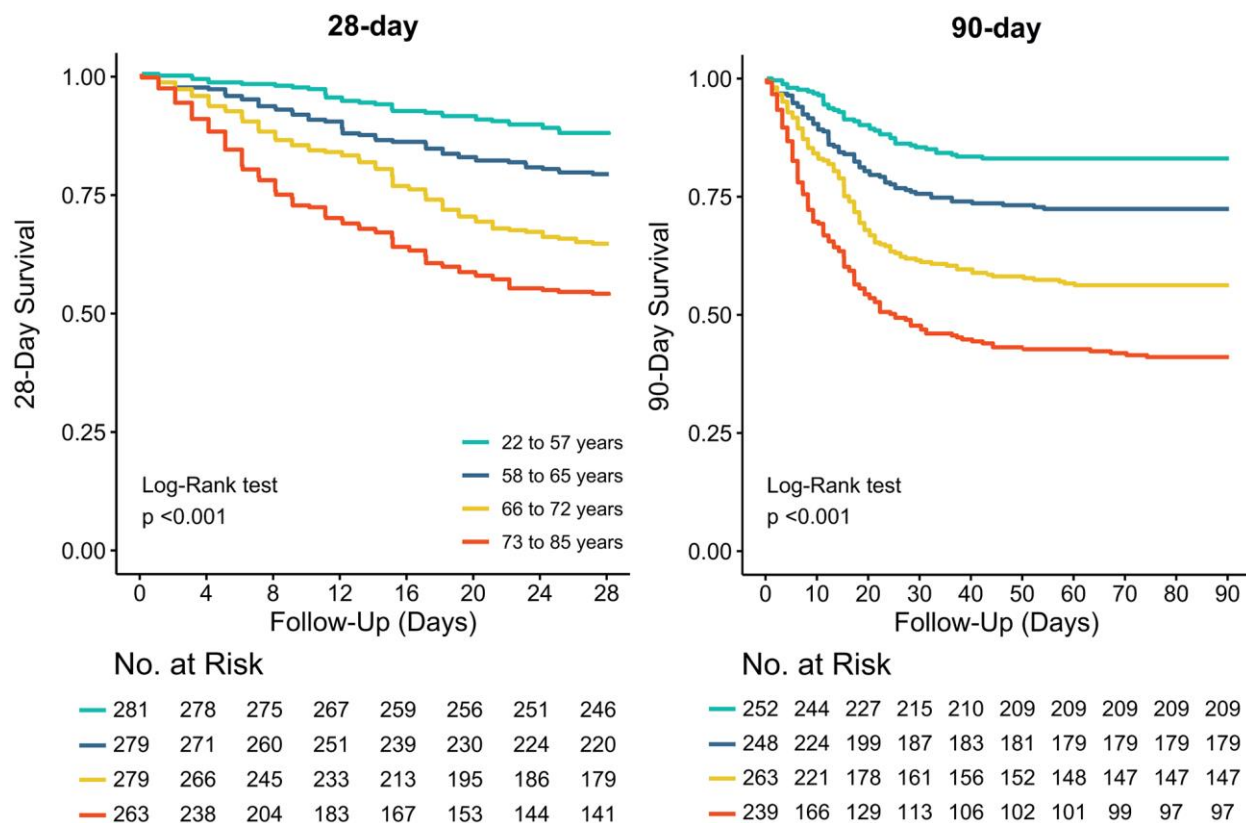 28-day
28-Day Survival
1.00
0.75
0.50
0.25
0.00
Log-Rank test
p <0.001
22 to 57 years
58 to 65 years
66 to 72 years
73 to 85 years
0 4 8 12 16 20 24 28
Follow-Up (Days)
No. at Risk
281 278 275 267 259 256 251 246
279 271 260 251 239 230 224 220
279 266 245 233 213 195 186 179
263 238 204 183 167 153 144 141
90-day
90-Day Survival
1.00
0.75
0.50
0.25
0.00
Log-Rank test
p <0.001
0 10 20 30 40 50 60 70 80 90
Follow-Up (Days)
No. at Risk
252 244 227 215 210 209 209 209 209 209
248 224 199 187 183 181 179 179 179 179
263 221 178 161 156 152 148 147 147 147
239 166 129 113 106 102 101 99 97 97